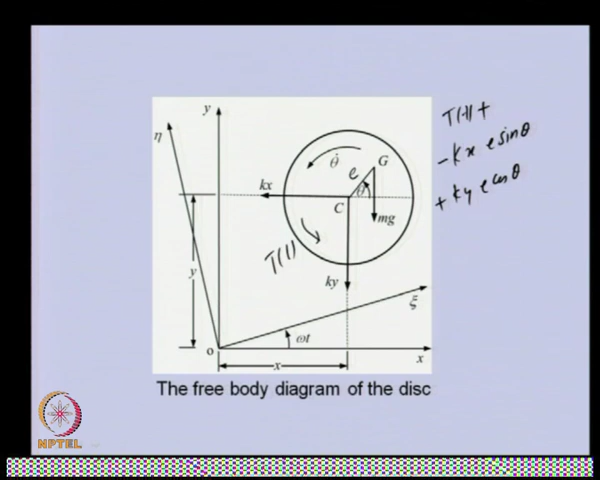 y
η
T(t) +
- kx e sinθ
+ ky e cosθ
θ̇
G
e
kx
θ
C
mg
T(t)
y
ky
ξ
ωt
o
x
x
The free body diagram of the disc
NPTEL